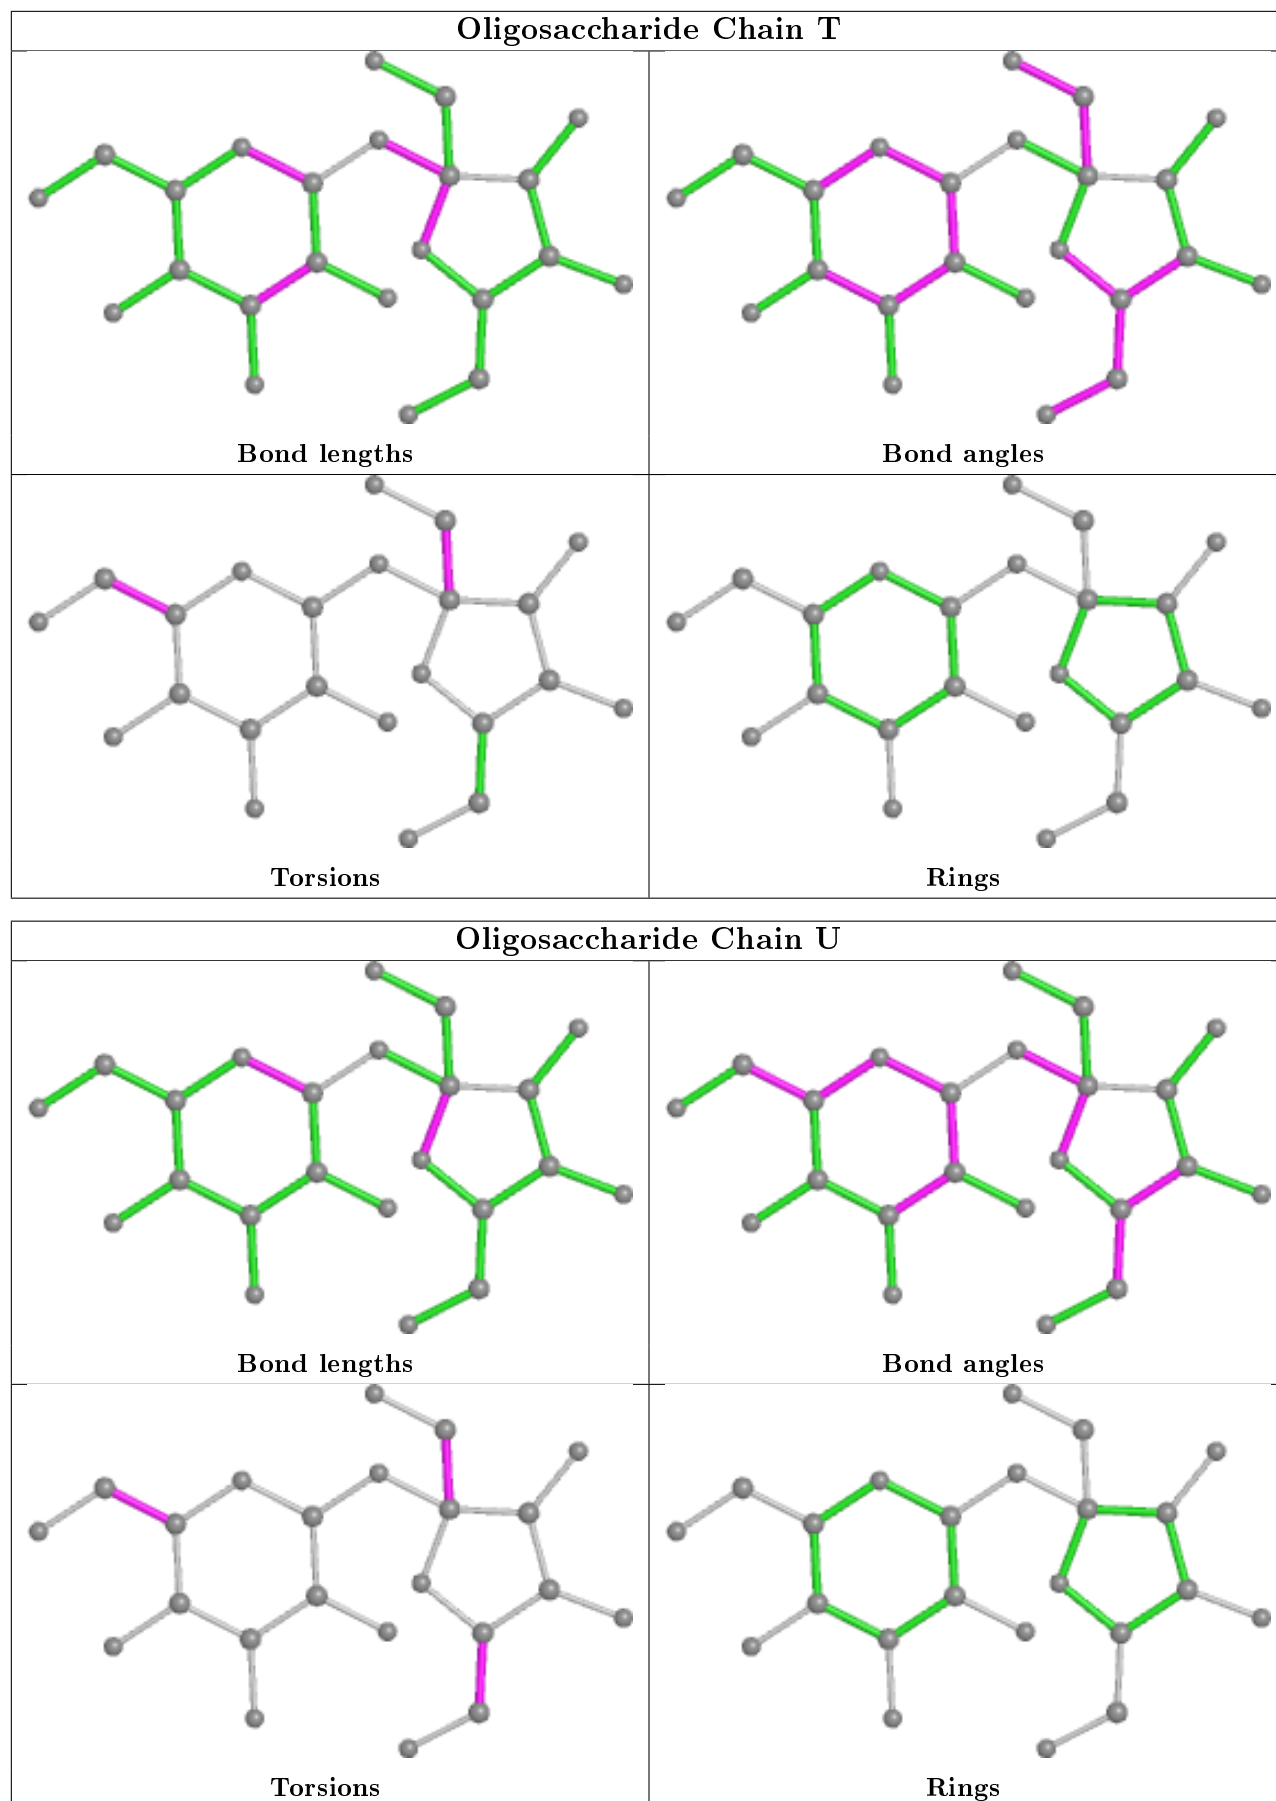 Oligosaccharide Chain T
Bond lengths
Bond angles
Torsions
Rings
Oligosaccharide Chain U
Bond lengths
Bond angles
Torsions
Rings